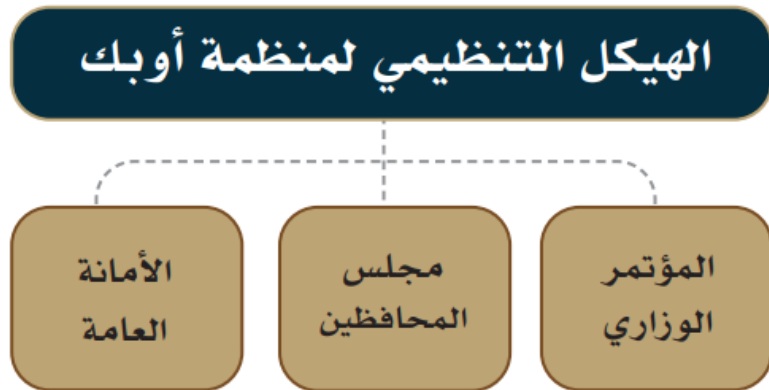 الهيكل التنظيمي لمنظمة أوبك
المؤتمر
الوزاري
مجلس
المحافظين
الأمانة
العامة